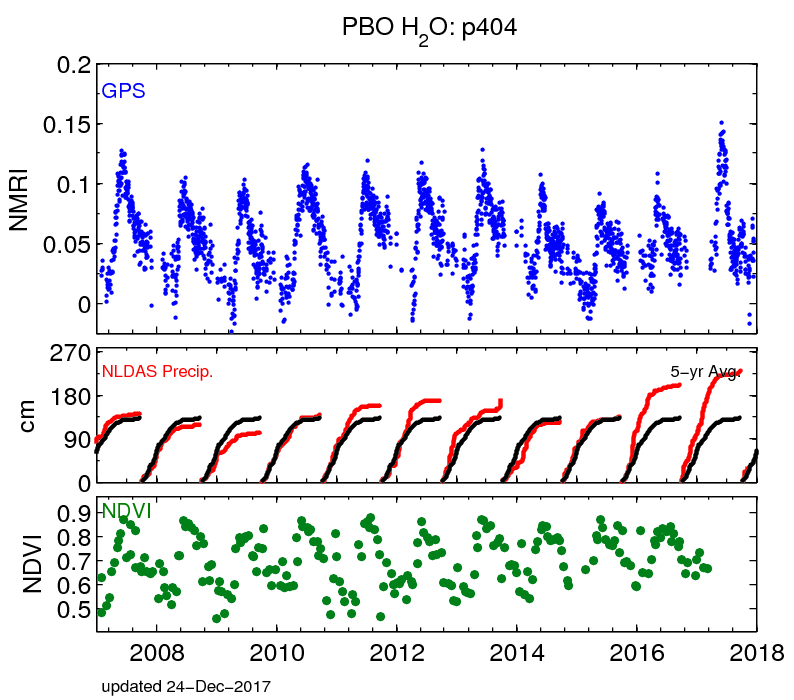 PBO H2O: p404
0.2
GPS
0.15
0.1
0.05
0
NMRI
270
NLDAS Precip.
5-yr Avg.
180
90
0
cm
0.9
NDVI
0.8
0.7
0.6
0.5
NDVI
2008 2010 2012 2014 2016 2018
updated 24-Dec-2017